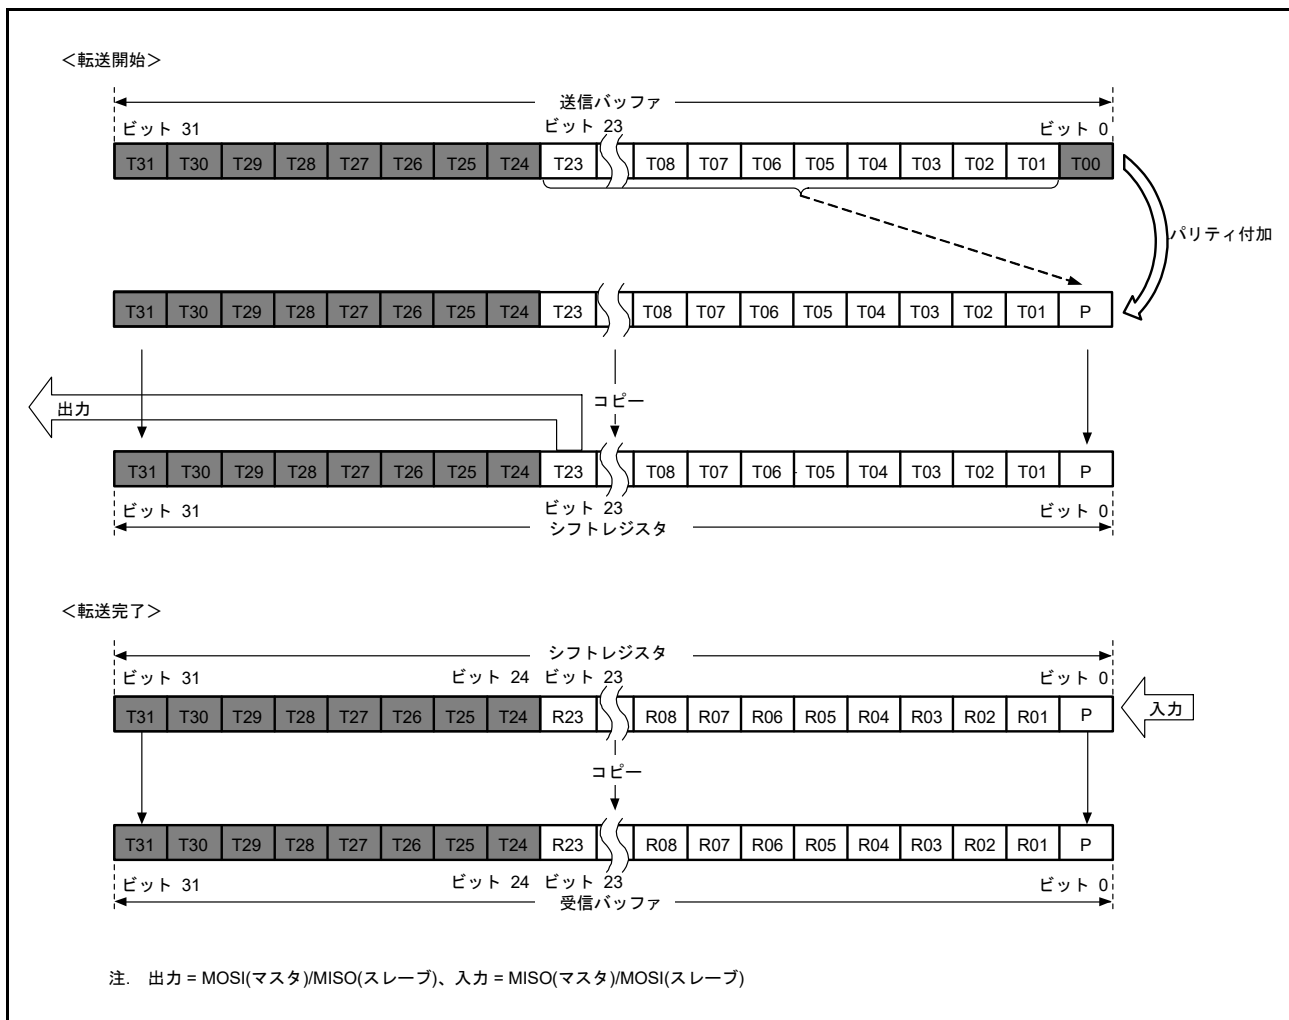 ＜転送開始＞
送信バッファ
ビット 31 ビット 23 ビット 0
T31 T30 T29 T28 T27 T26 T25 T24 T23 T08 T07 T06 T05 T04 T03 T02 T01 T00
パリティ付加
T31 T30 T29 T28 T27 T26 T25 T24 T23 T08 T07 T06 T05 T04 T03 T02 T01 P
コピー
出力
T31 T30 T29 T28 T27 T26 T25 T24 T23 T08 T07 T06 T05 T04 T03 T02 T01 P
ビット 31 ビット 23 ビット 0
シフトレジスタ
＜転送完了＞
シフトレジスタ
ビット 31 ビット 24 ビット 23 ビット 0
T31 T30 T29 T28 T27 T26 T25 T24 R23 R08 R07 R06 R05 R04 R03 R02 R01 P
入力
コピー
T31 T30 T29 T28 T27 T26 T25 T24 R23 R08 R07 R06 R05 R04 R03 R02 R01 P
ビット 31 ビット 24 ビット 23 ビット 0
受信バッファ
注. 出力 = MOSI(マスタ)/MISO(スレーブ)、入力 = MISO(マスタ)/MOSI(スレーブ)